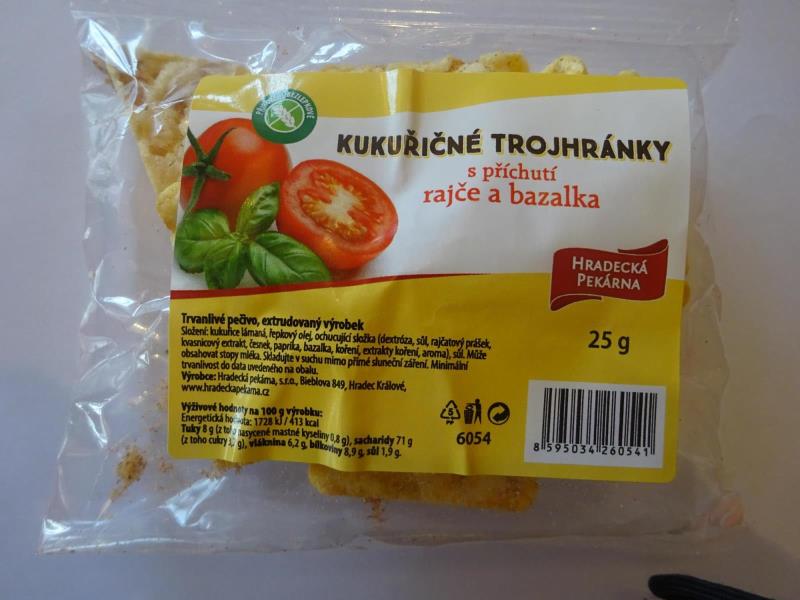 BEZLEPKOVÉ
KUKUŘIČNÉ TROJHRÁNKY
s příchutí
rajče a bazalka
HRADECKÁ
PEKÁRNA
25 g
Trvanlivé pečivo, extrudovaný výrobek
Složení: kukuřice lámaná, řepkový olej, ochucující složka (dextróza, sůl, rajčatový prášek,
kvasnicový extrakt, česnek, paprika, bazalka, koření, extrakty koření, aroma), sůl. Může
obsahovat stopy mléka. Skladujte v suchu mimo přímé sluneční záření. Minimální
trvanlivost do data uvedeného na obalu.
Výrobce: Hradecká pekárna, s.r.o., Bieblova 849, Hradec Králové,
www.hradeckapekarna.cz
Výživové hodnoty na 100 g výrobku:
Energetická hodnota: 1728 kJ / 413 kcal
Tuky 8 g (z toho nasycené mastné kyseliny 0,8 g), sacharidy 71 g
(z toho cukry g), vláknina 6,2 g, bílkoviny 8,9 g, sůl 1,9 g.
5
6054
8 595034 260541